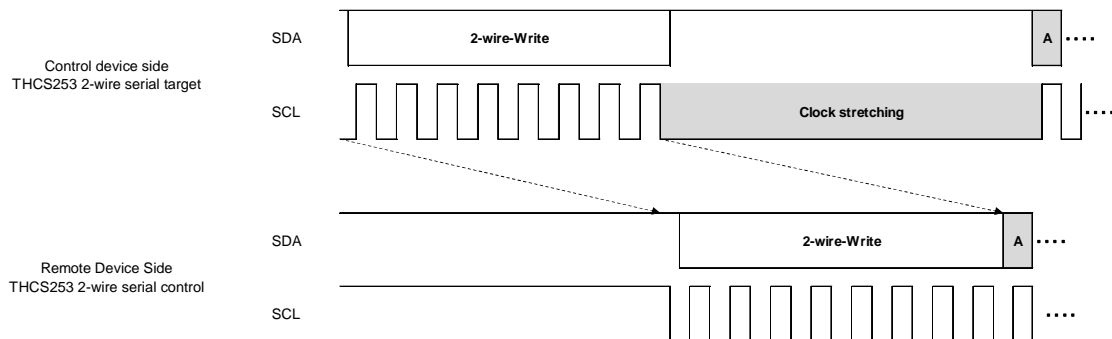 SDA
2-wire-Write
A
Control device side
THCS253 2-wire serial target
SCL
Clock stretching
SDA
2-wire-Write
A
Remote Device Side
THCS253 2-wire serial control
SCL